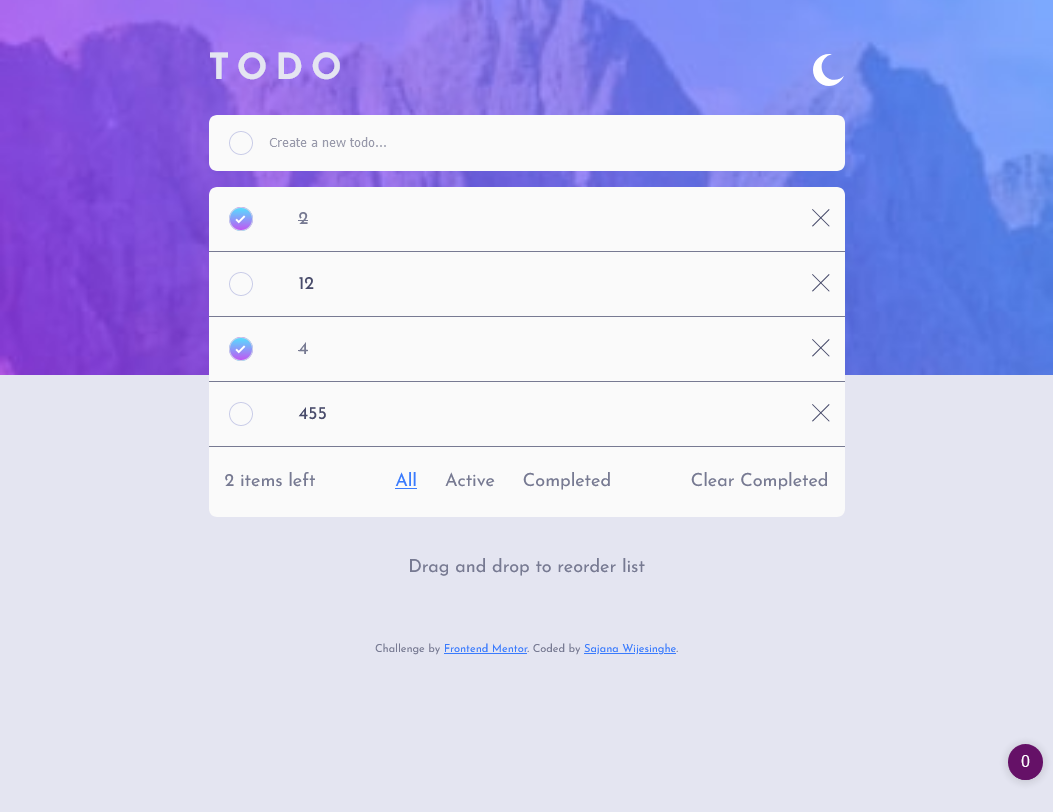 TODO
Create a new todo...
2
12
4
455
2 items left All Active Completed Clear Completed
Drag and drop to reorder list
Challenge by Frontend Mentor. Coded by Sajana Wijesinghe.
0